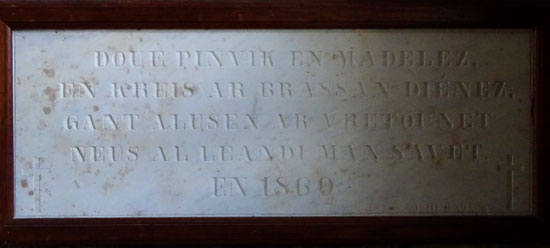 DOUE PINVIK EN MADELEZ,
EN KREIS AR BRASSAN DIENEZ,
GANT ALUSEN AR VRETOUNET
NEUS AL LEANDI MAN SAVET.
EN 1860